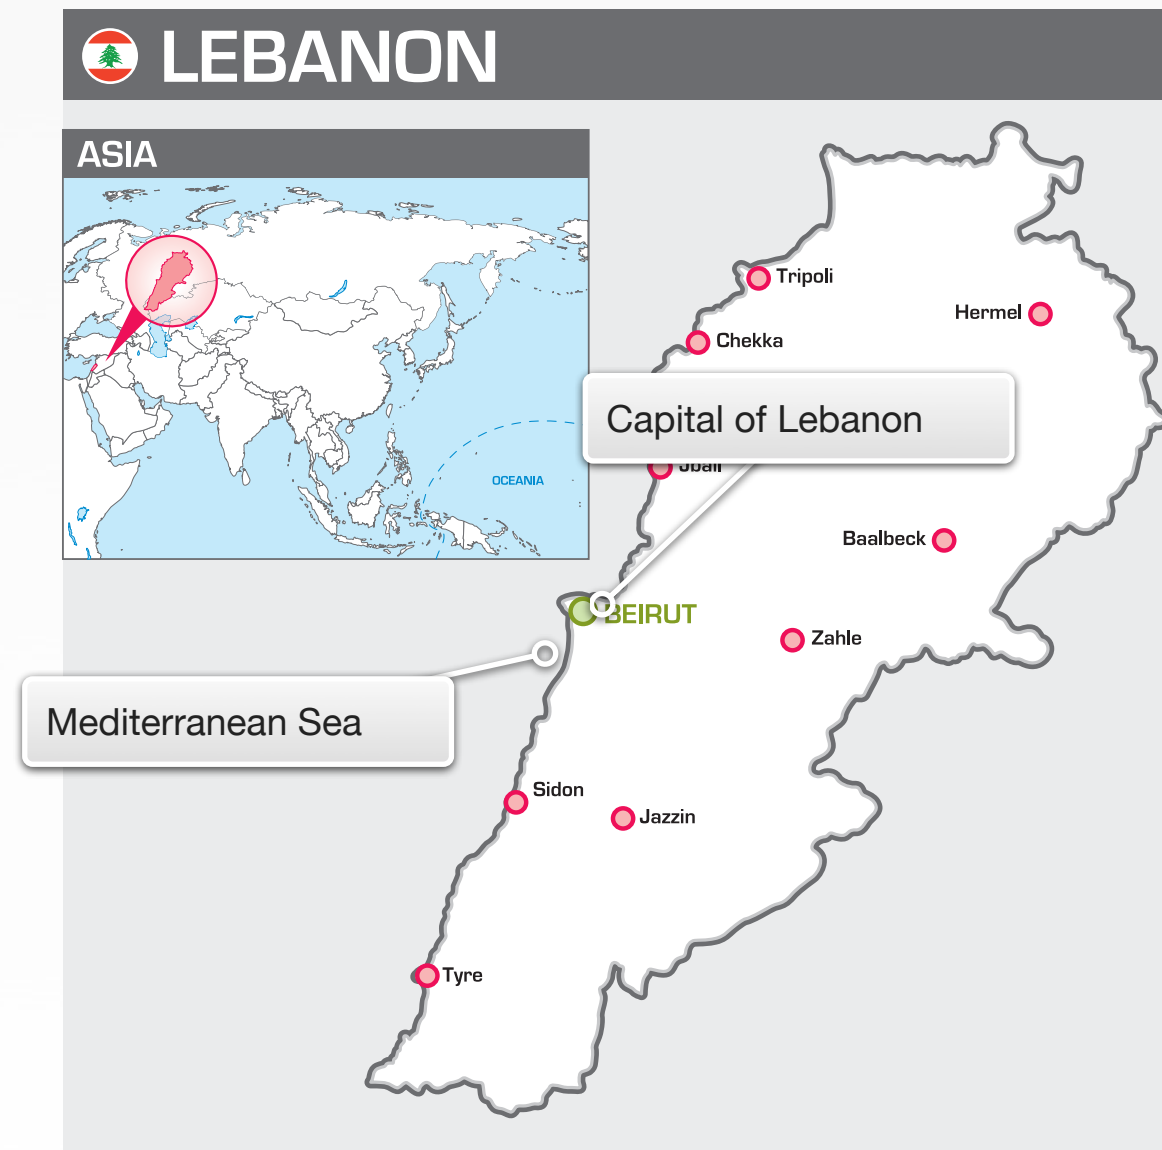 LEBANON
ASIA
OCEANIA
Tripoli
Hermel
Chekka
Capital of Lebanon
Baalbeck
BEIRUT
Zahle
Mediterranean Sea
Sidon
Jazzin
Tyre